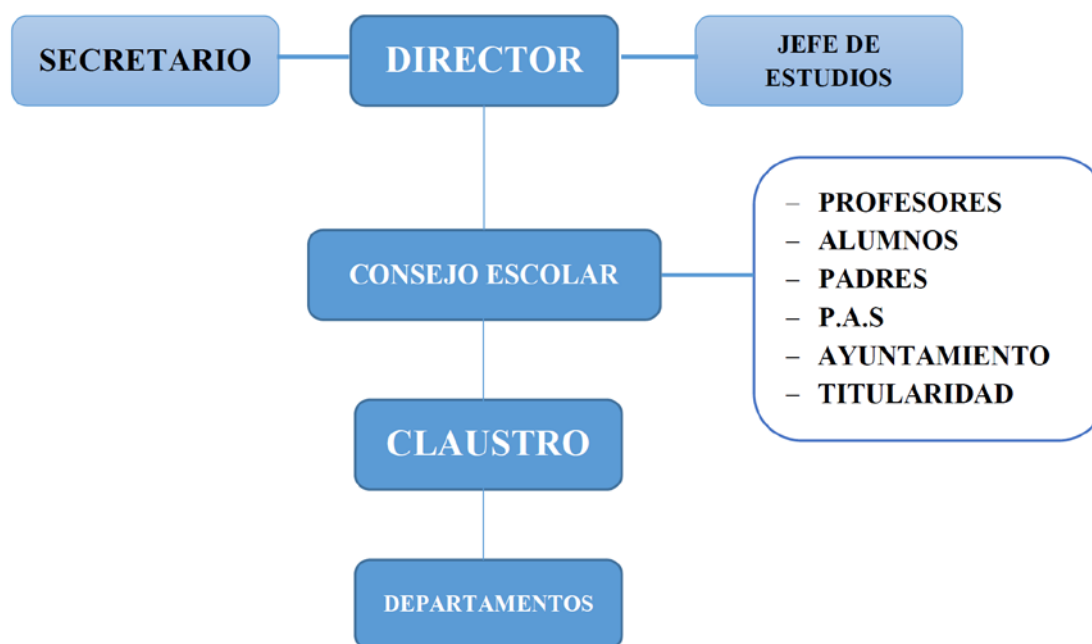 SECRETARIO
DIRECTOR
JEFE DE
ESTUDIOS
CONSEJO ESCOLAR
– PROFESORES
– ALUMNOS
– PADRES
– P.A.S
– AYUNTAMIENTO
– TITULARIDAD
CLAUSTRO
DEPARTAMENTOS